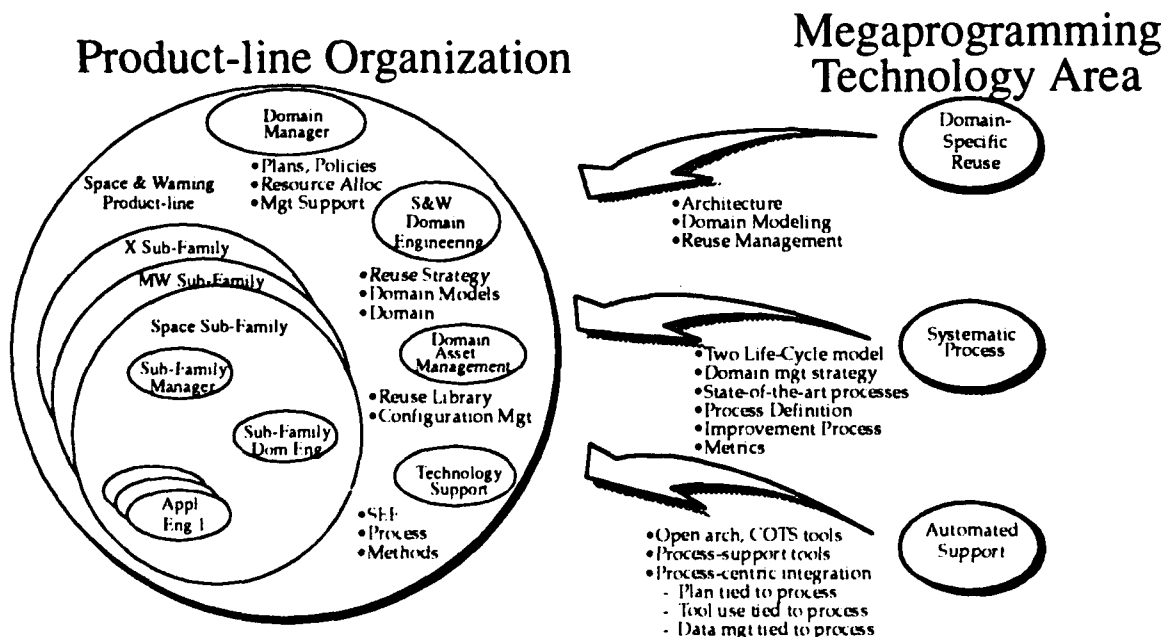 Product-line Organization
Megaprogramming
Technology Area
Domain
Manager
•Plans, Policies
•Resource Alloc
•Mgt Support
Space & Warning
Product-line
S&W
Domain
Engineering
•Reuse Strategy
•Domain Models
•Domain
X Sub-Family
MW Sub-Family
Space Sub-Family
Sub-Family
Manager
Sub-Family
Dom Eng
Appl
Eng 1
Domain
Asset
Management
•Reuse Library
•Configuration Mgt
Technology
Support
•SEE
•Process
•Methods
Domain-
Specific
Reuse
•Architecture
•Domain Modeling
•Reuse Management
Systematic
Process
•Two Life-Cycle model
•Domain mgt strategy
•State-of-the-art processes
•Process Definition
•Improvement Process
•Metrics
Automated
Support
•Open arch, COTS tools
•Process-support tools
•Process-centric integration
- Plan tied to process
- Tool use tied to process
- Data mgt tied to process